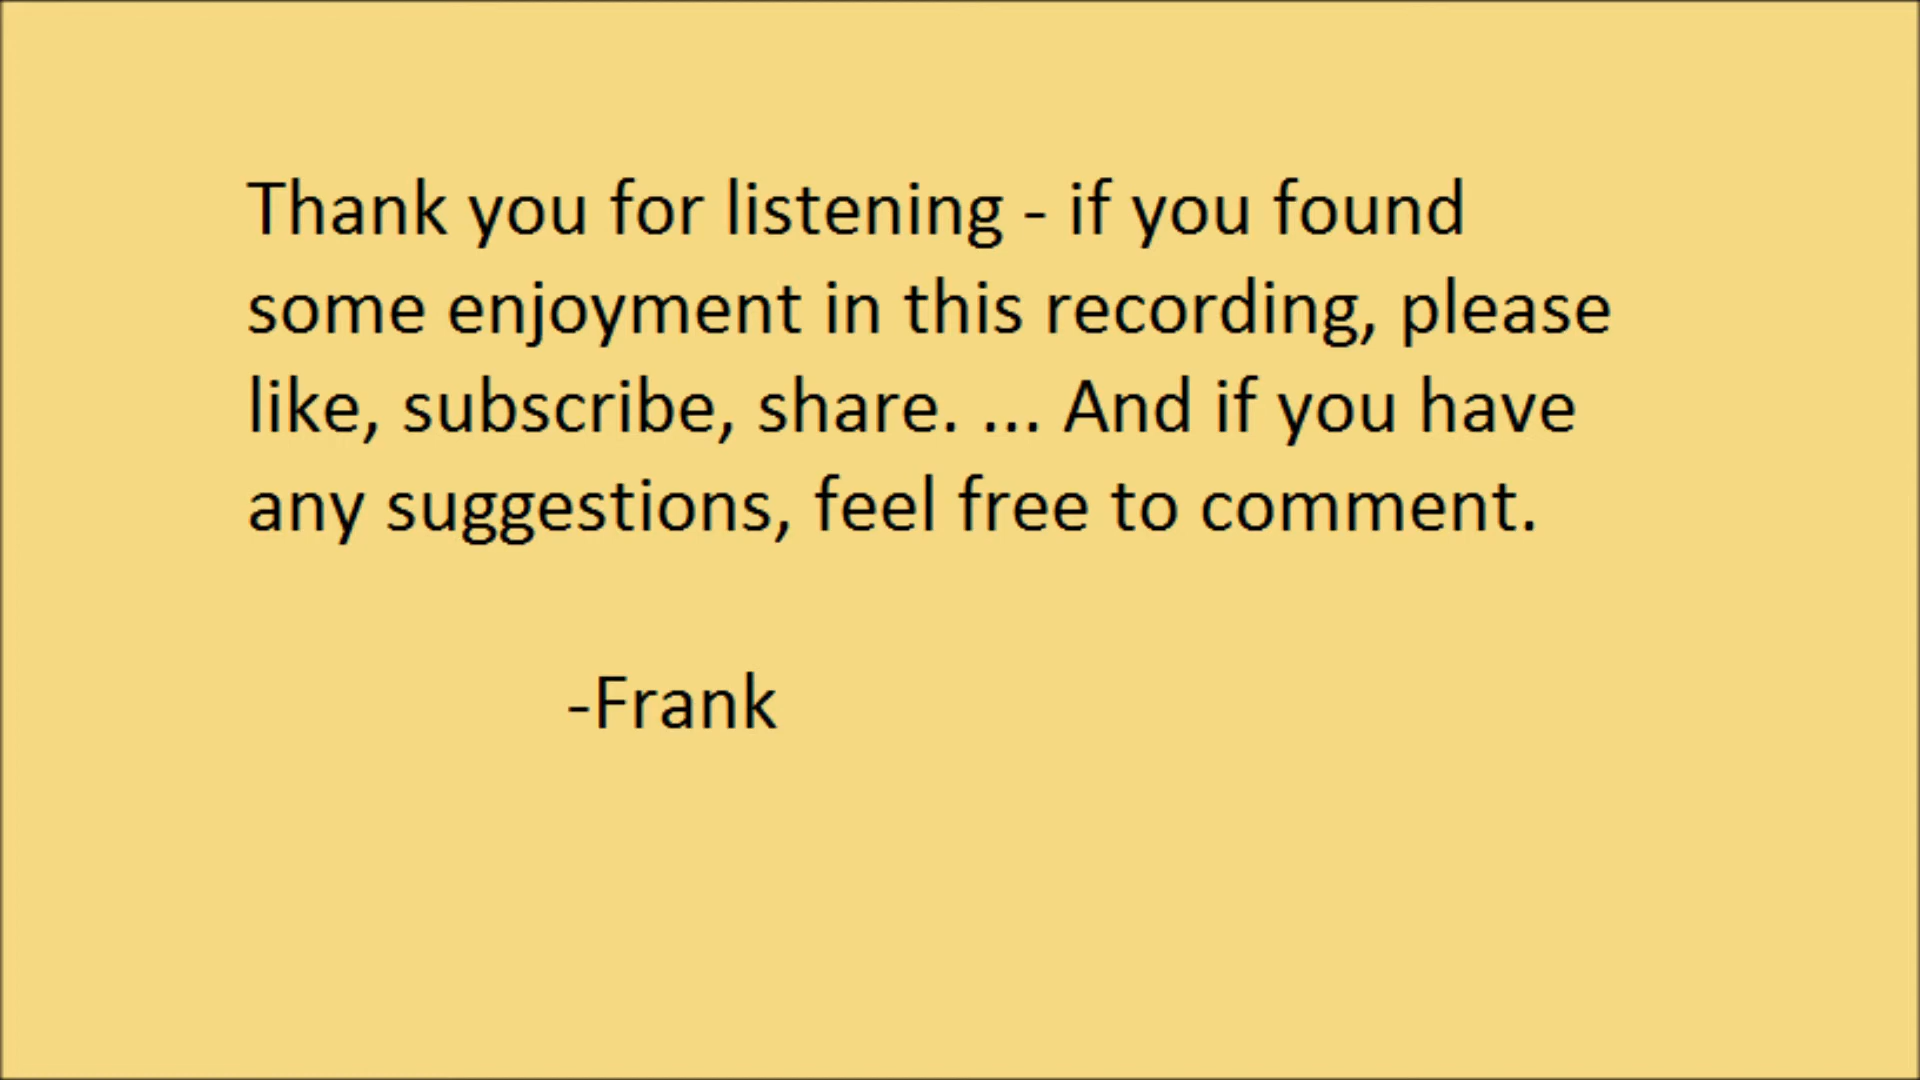 Thank you for listening - if you found
some enjoyment in this recording, please
like, subscribe, share. ... And if you have
any suggestions, feel free to comment.
-Frank